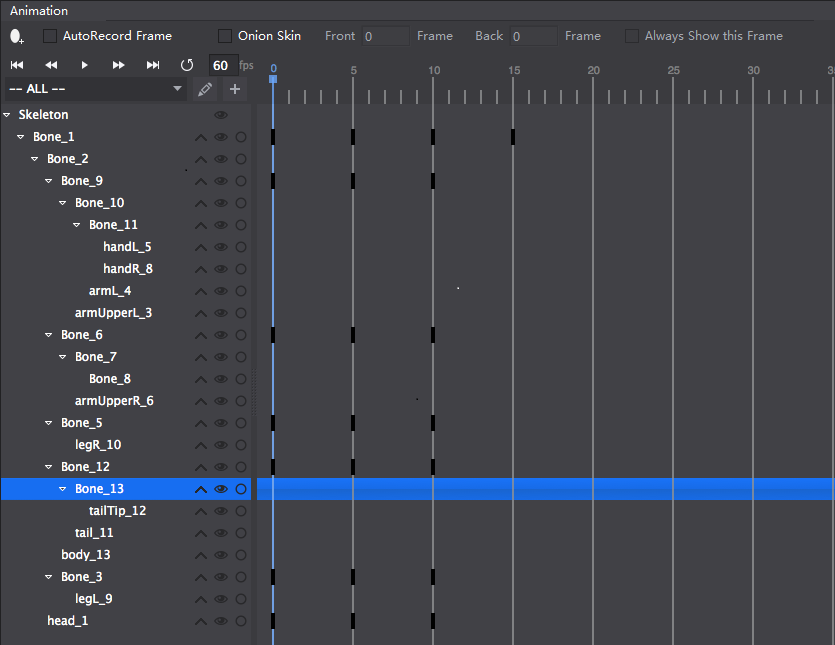 Animation
AutoRecord Frame Onion Skin Front 0 Frame Back 0 Frame Always Show this Frame
60 fps 0 5 10 15 20 25 30 3
-- ALL --
Skeleton
Bone_1
Bone_2
Bone_9
Bone_10
Bone_11
handL_5
handR_8
armL_4
armUpperL_3
Bone_6
Bone_7
Bone_8
armUpperR_6
Bone_5
legR_10
Bone_12
Bone_13
tailTip_12
tail_11
body_13
Bone_3
legL_9
head_1